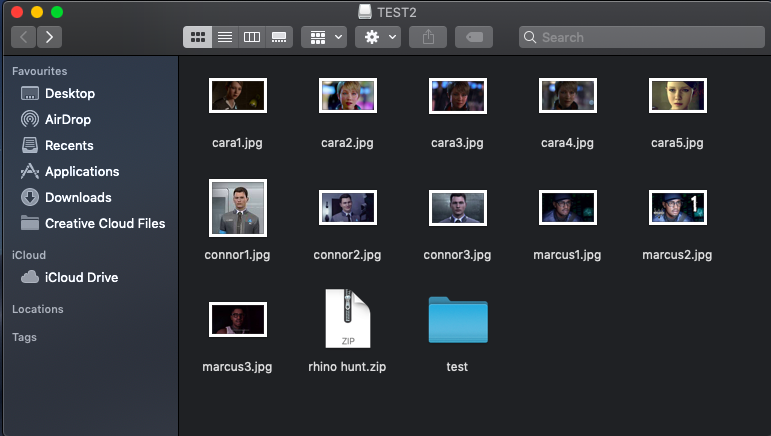 TEST2
Search
Favourites
Desktop
AirDrop
Recents
Applications
Downloads
Creative Cloud Files
iCloud
iCloud Drive
Locations
Tags
cara1.jpg
cara2.jpg
cara3.jpg
cara4.jpg
cara5.jpg
connor1.jpg
connor2.jpg
connor3.jpg
marcus1.jpg
1
marcus2.jpg
marcus3.jpg
ZIP
rhino hunt.zip
test